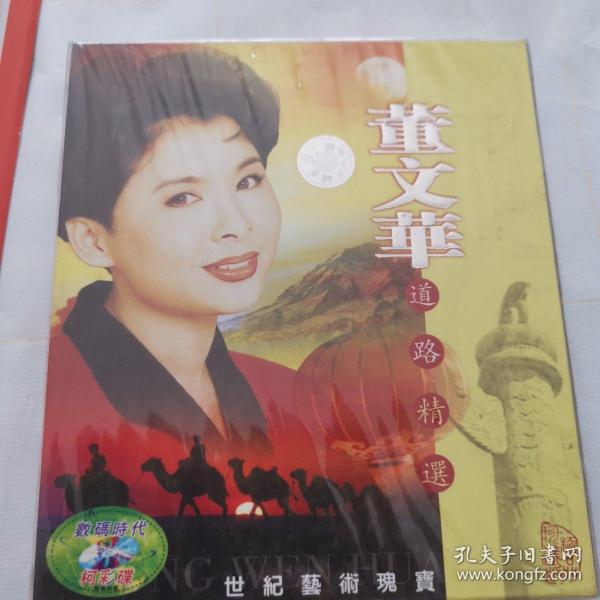 董文華
道路精選
數碼時代
柯彩碟
NG WEN HUA
世紀藝術瑰寶
孔夫子旧书网
www.kongfz.com